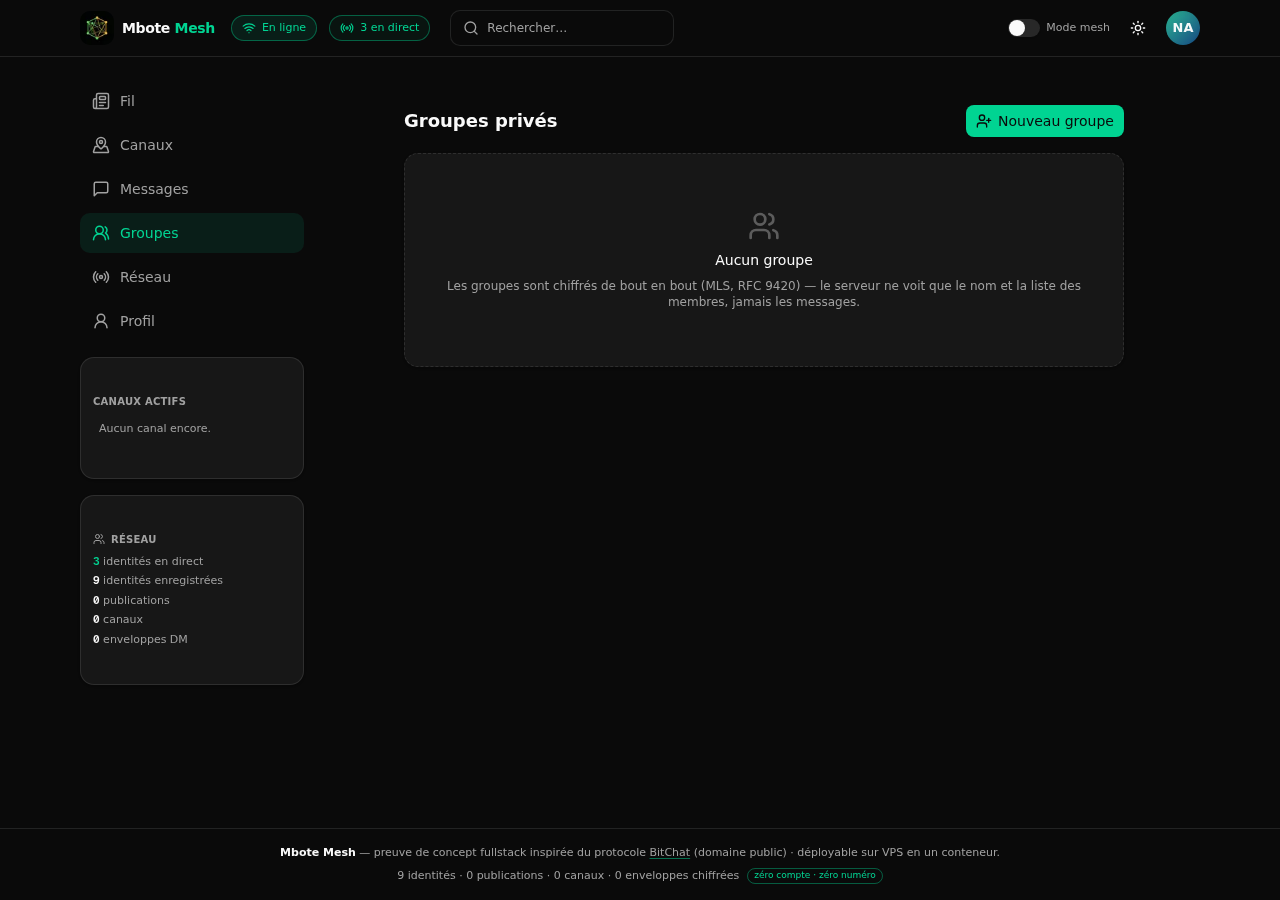 Mbote Mesh
En ligne
3 en direct
Rechercher…
Mode mesh
NA
Fil
Canaux
Messages
Groupes
Réseau
Profil
CANAUX ACTIFS
Aucun canal encore.
RÉSEAU
3 identités en direct
9 identités enregistrées
0 publications
0 canaux
0 enveloppes DM
Groupes privés
Nouveau groupe
Aucun groupe
Les groupes sont chiffrés de bout en bout (MLS, RFC 9420) — le serveur ne voit que le nom et la liste des
membres, jamais les messages.
Mbote Mesh — preuve de concept fullstack inspirée du protocole BitChat (domaine public) · déployable sur VPS en un conteneur.
9 identités · 0 publications · 0 canaux · 0 enveloppes chiffrées
zéro compte · zéro numéro